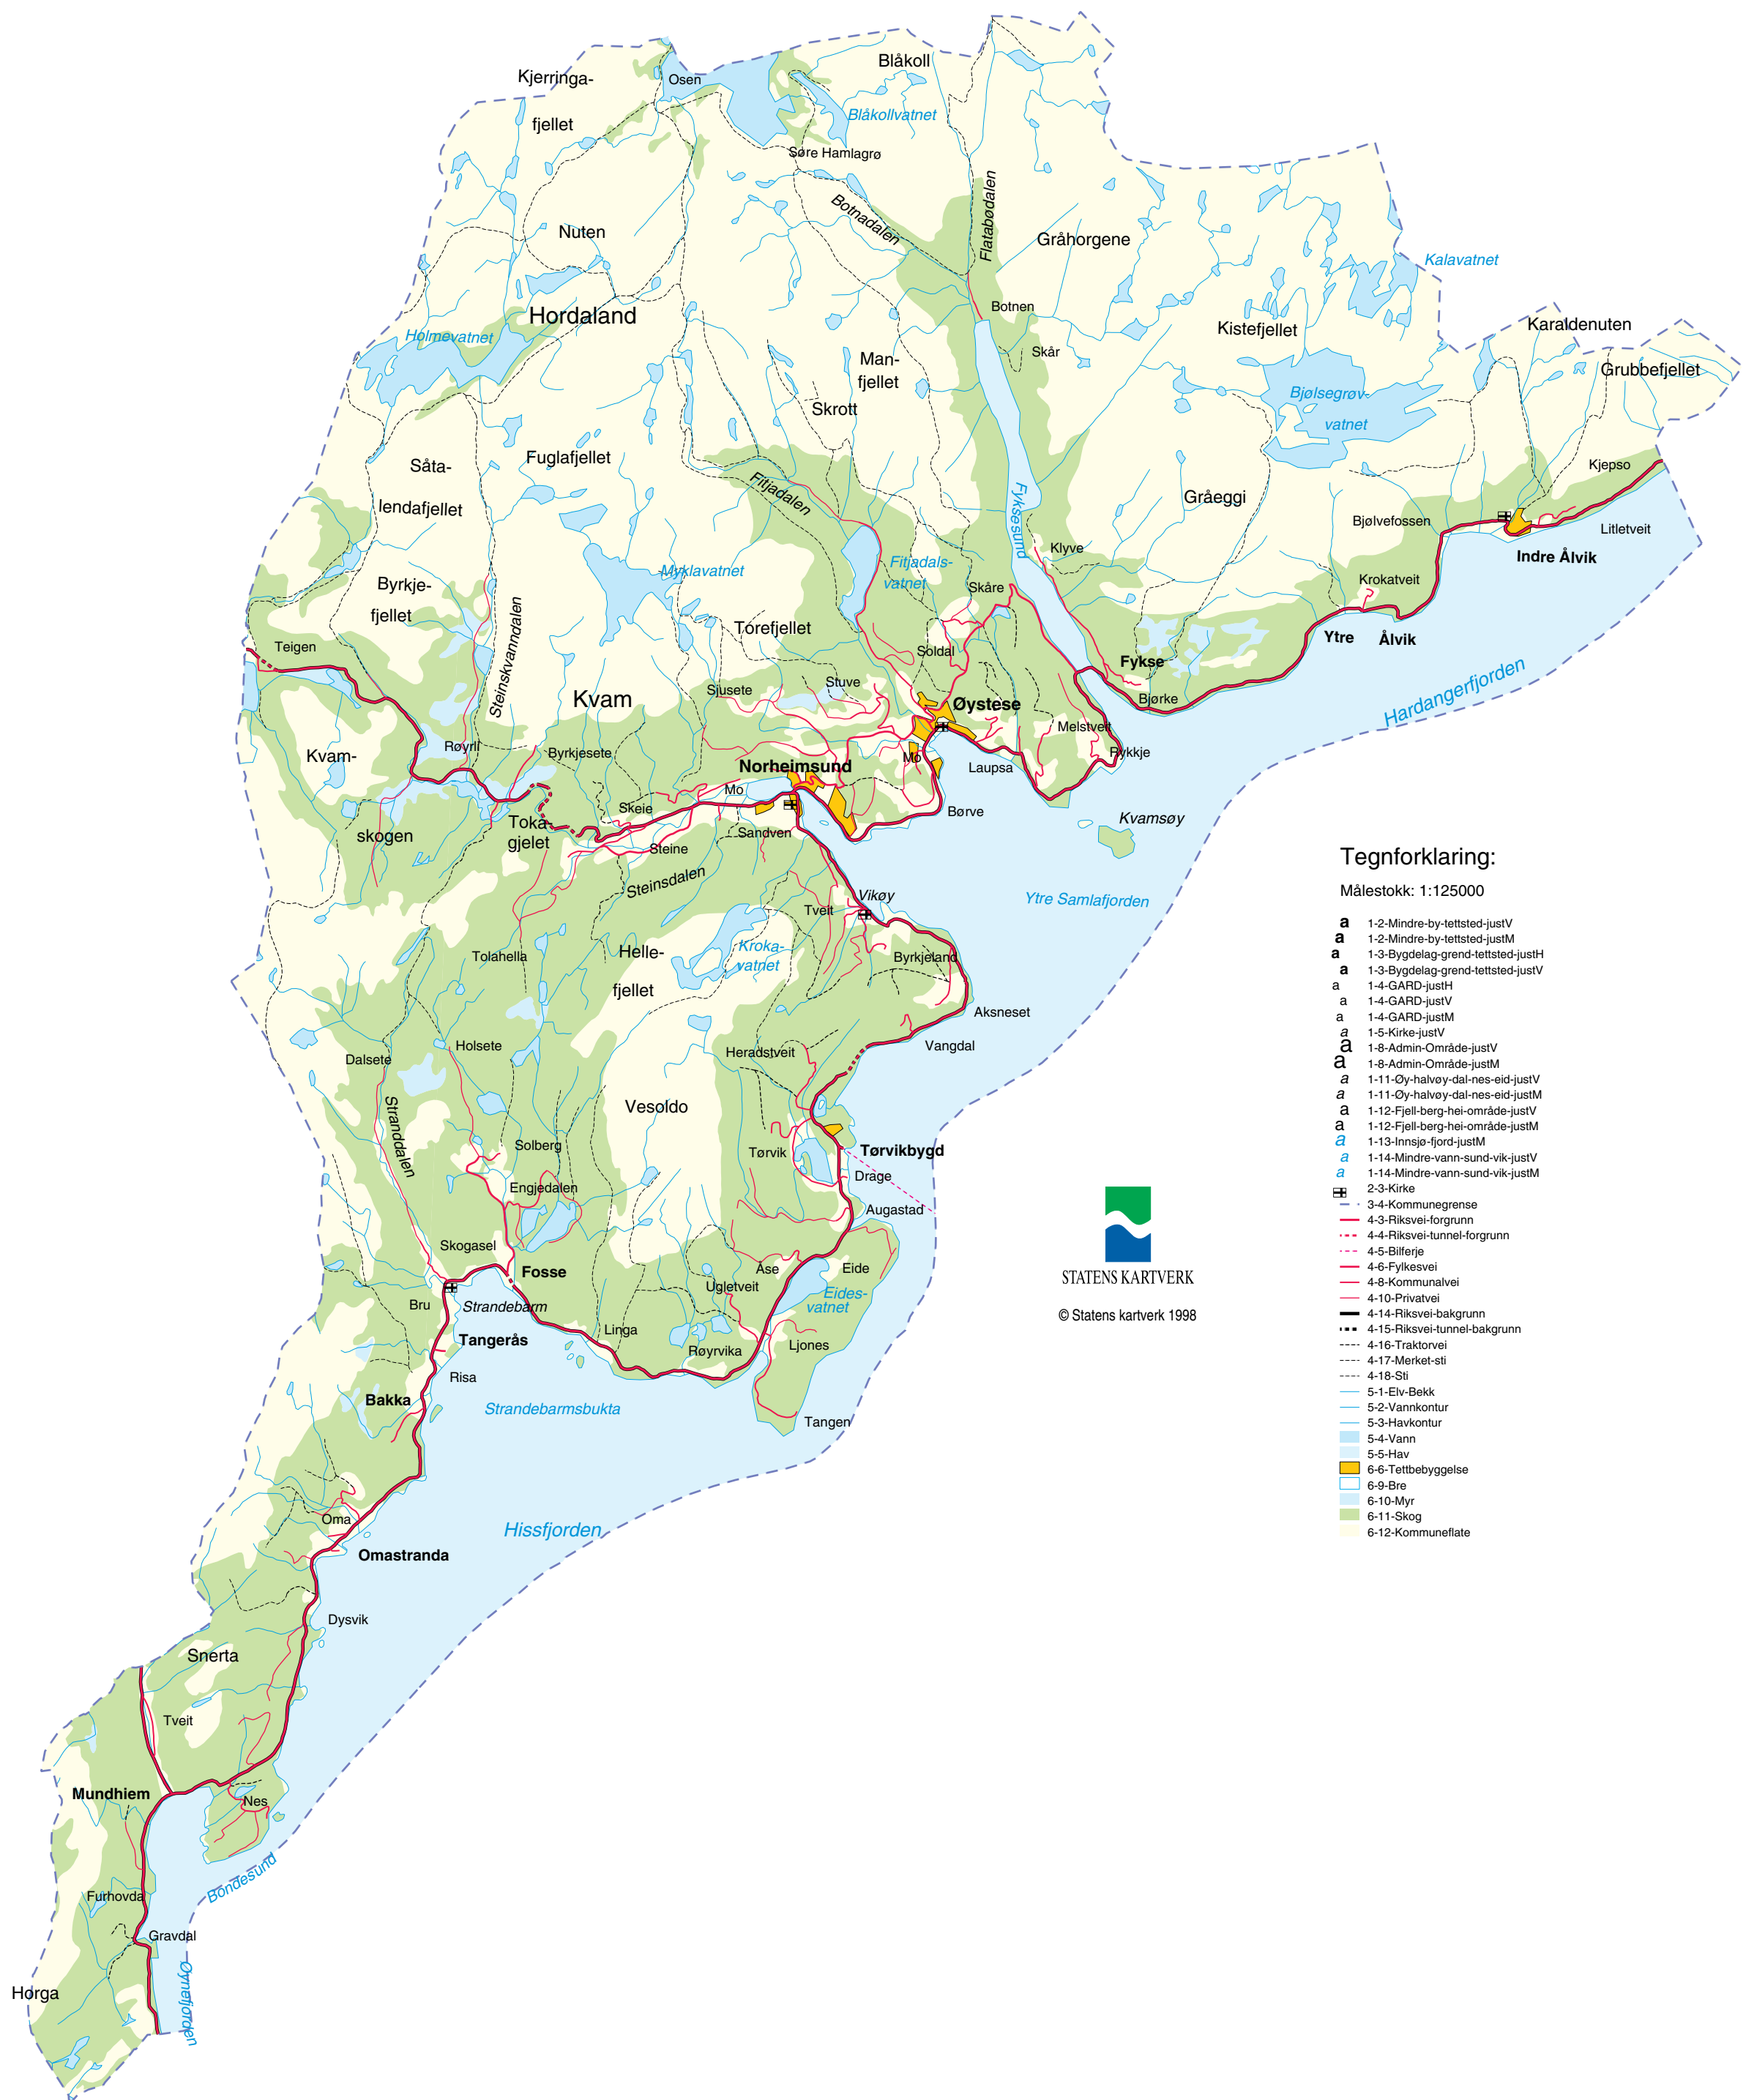 Kjerringa-
fjellet
Osen
Blåkoll
Blåkollvatnet
Søre Hamlagrø
Botnadalen
Flatabødalen
Nuten
Gråhorgene
Kalavatnet
Hordaland
Holmevatnet
Botnen
Skår
Kistefjellet
Karaldenuten
Grubbefjellet
Man-
fjellet
Skrott
Bjølsegrøv-
vatnet
Såta-
lendafjellet
Fuglafjellet
Fitjadalen
Fyksesund
Gråeggi
Kjepso
Bjølvefossen
Litletveit
Indre Ålvik
Klyve
Myklavatnet
Fitjadals-
vatnet
Skåre
Krokatveit
Byrkje-
fjellet
Steinskvanndalen
Torefjellet
Ytre
Ålvik
Teigen
Soldal
Fykse
Hardangerfjorden
Kvam
Sjusete
Stuve
Øystese
Bjørke
Melstveit
Kvam-
skogen
Røyrli
Byrkjesete
Norheimsund
Mo
Laupsa
Rykkje
Mo
Skeie
Børve
Kvamsøy
Toka-
gjelet
Sandven
Steine
Steinsdalen
Vikøy
Tveit
Ytre Samlafjorden
Tolahella
Helle-
fjellet
Kroka-
vatnet
Byrkjeland
Aksneset
Dalsete
Holsete
Heradstveit
Vangdal
Stranddalen
Vesoldo
Solberg
Tørvik
Tørvikbygd
Drage
Engjedalen
Augastad
Skogasel
Fosse
Åse
Eide
Ugletveit
Eides-
vatnet
Bru
Strandebarm
Linga
Tangerås
Røyrvika
Ljones
Risa
Bakka
Strandebarmsbukta
Tangen
Oma
Hissfjorden
Omastranda
Dysvik
Snerta
Tveit
Mundhiem
Nes
Bondesund
Furhovda
Gravdal
Horga
Øynefjorden
STATENS KARTVERK
© Statens kartverk 1998
Tegnforklaring:
Målestokk: 1:125000
a 1-2-Mindre-by-tettsted-justV
a 1-2-Mindre-by-tettsted-justM
a 1-3-Bygdelag-grend-tettsted-justH
a 1-3-Bygdelag-grend-tettsted-justV
a 1-4-GARD-justH
a 1-4-GARD-justV
a 1-4-GARD-justM
a 1-5-Kirke-justV
a 1-8-Admin-Område-justV
a 1-8-Admin-Område-justM
a 1-11-Øy-halvøy-dal-nes-eid-justV
a 1-11-Øy-halvøy-dal-nes-eid-justM
a 1-12-Fjell-berg-hei-område-justV
a 1-12-Fjell-berg-hei-område-justM
a 1-13-Innsjø-fjord-justM
a 1-14-Mindre-vann-sund-vik-justV
a 1-14-Mindre-vann-sund-vik-justM
2-3-Kirke
3-4-Kommunegrense
4-3-Riksvei-forgrunn
4-4-Riksvei-tunnel-forgrunn
4-5-Bilferje
4-6-Fylkesvei
4-8-Kommunalvei
4-10-Privatvei
4-14-Riksvei-bakgrunn
4-15-Riksvei-tunnel-bakgrunn
4-16-Traktorvei
4-17-Merket-sti
4-18-Sti
5-1-Elv-Bekk
5-2-Vannkontur
5-3-Havkontur
5-4-Vann
5-5-Hav
6-6-Tettbebyggelse
6-9-Bre
6-10-Myr
6-11-Skog
6-12-Kommuneflate